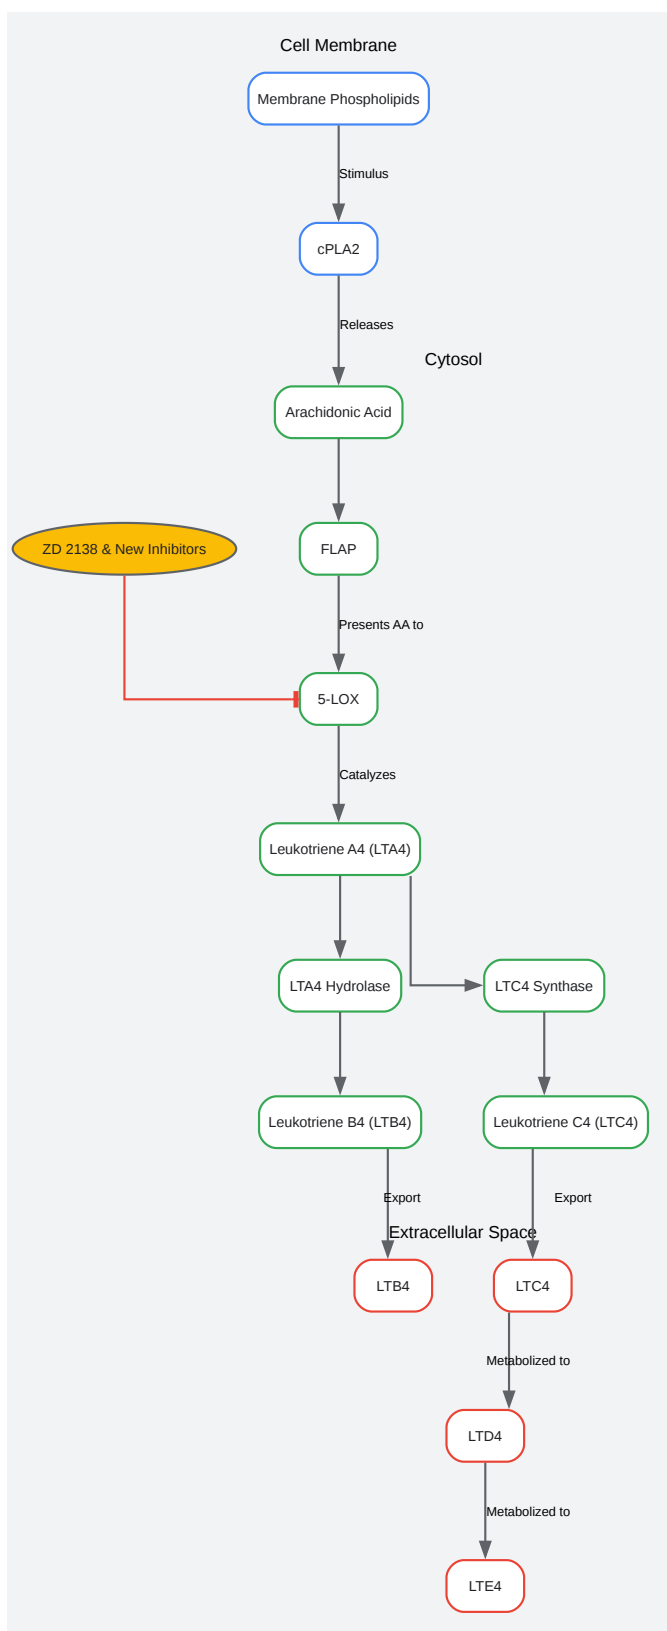 Cell Membrane
Membrane Phospholipids
Stimulus
cPLA2
Releases
Cytosol
Arachidonic Acid
ZD 2138 & New Inhibitors
FLAP
Presents AA to
5-LOX
Catalyzes
Leukotriene A4 (LTA4)
LTA4 Hydrolase
LTC4 Synthase
Leukotriene B4 (LTB4)
Leukotriene C4 (LTC4)
Export
Export
Extracellular Space
LTB4
LTC4
Metabolized to
LTD4
Metabolized to
LTE4